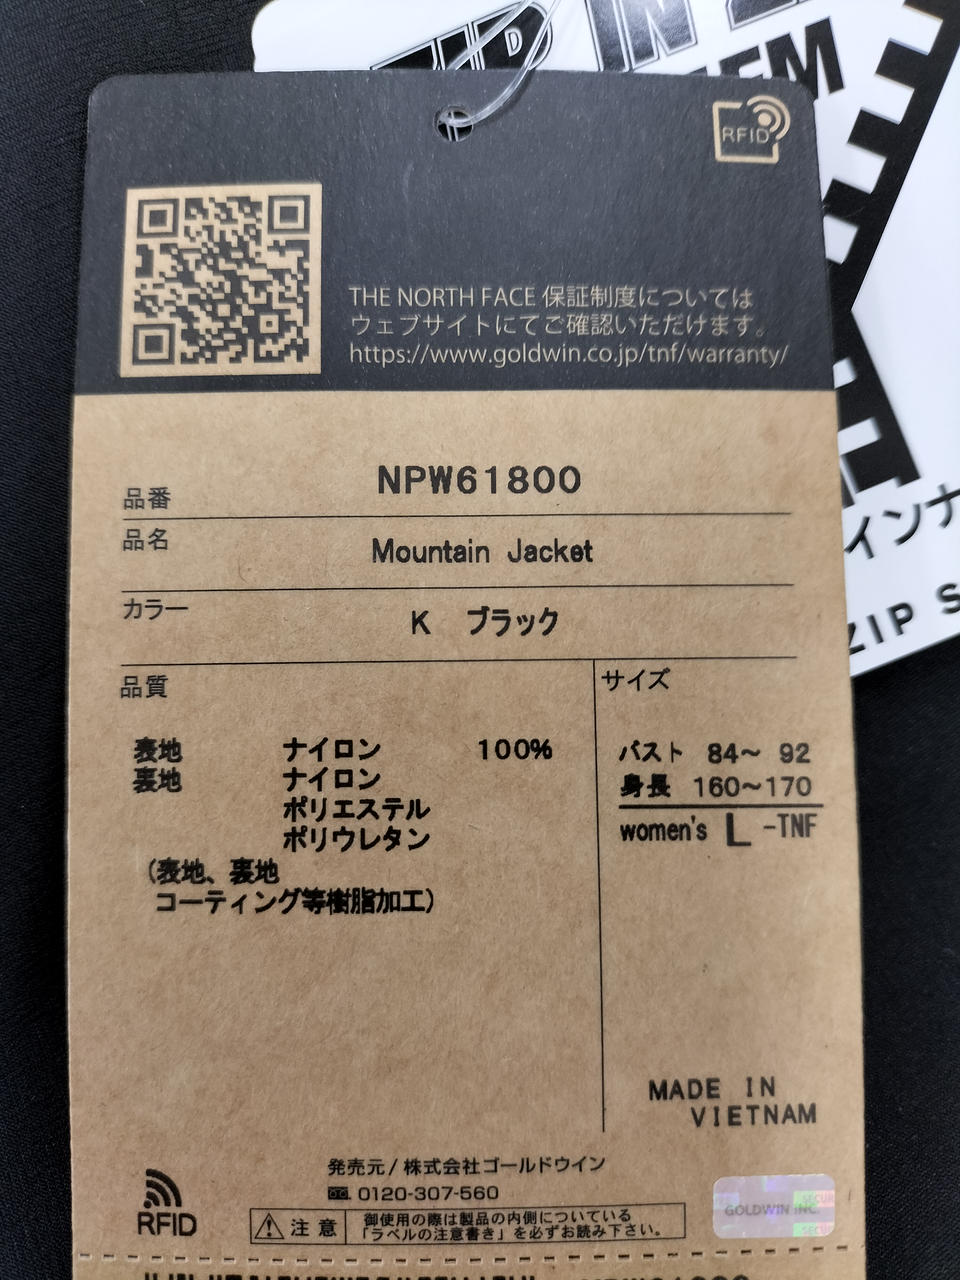 RFID
THE NORTH FACE 保証制度については
ウェブサイトにてご確認いただけます。
https://www.goldwin.co.jp/tnf/warranty/
品番 NPW61800
品名 Mountain Jacket
カラー K ブラック
品質
表地 ナイロン 100%
裏地 ナイロン
ポリエステル
ポリウレタン
(表地、裏地
コーティング等樹脂加工)
サイズ
バスト 84～ 92
身長 160～170
women's L -TNF
MADE IN
VIETNAM
発売元/株式会社ゴールドウイン
0120-307-560
RFID
注意
御使用の際は製品の内側についている
「ラベルの注意書き」を必ずお読み下さい。
GOLDWIN INC.
インナ
ZIP S